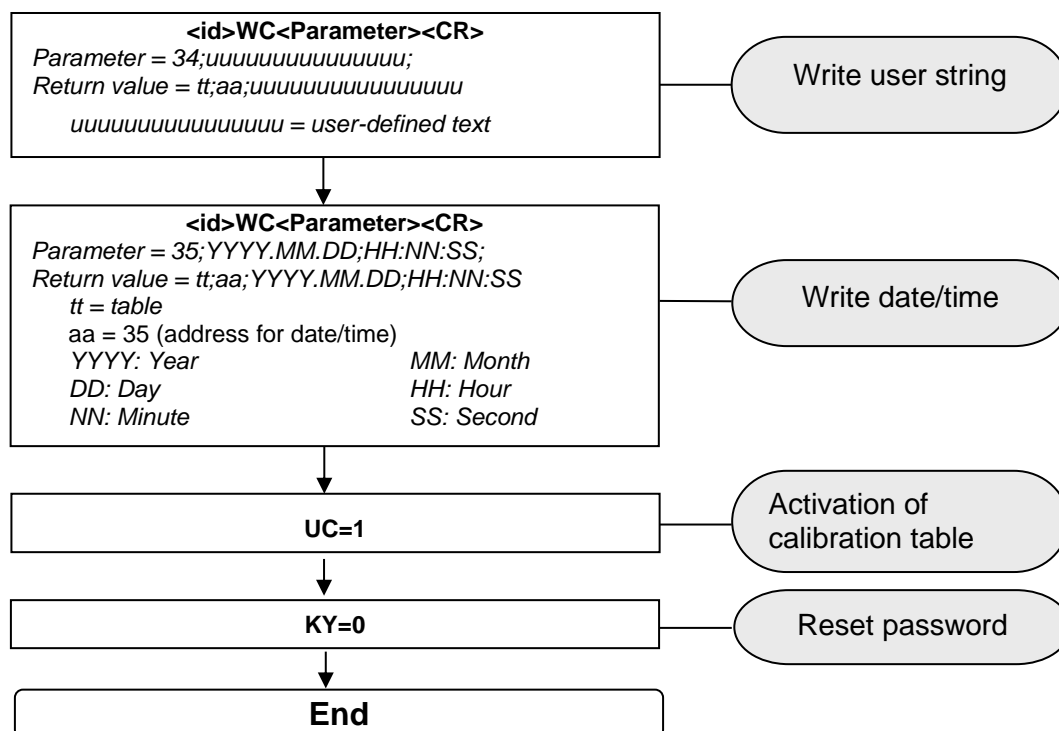 <id>WC<Parameter><CR>
Parameter = 34;uuuuuuuuuuuuuuu;
Return value = tt;aa;uuuuuuuuuuuuuuuu
uuuuuuuuuuuuuuuu = user-defined text
Write user string
<id>WC<Parameter><CR>
Parameter = 35;YYYY.MM.DD;HH:NN:SS;
Return value = tt;aa;YYYY.MM.DD;HH:NN:SS
tt = table
aa = 35 (address for date/time)
YYYY: Year MM: Month
DD: Day HH: Hour
NN: Minute SS: Second
Write date/time
UC=1
Activation of
calibration table
KY=0
Reset password
End